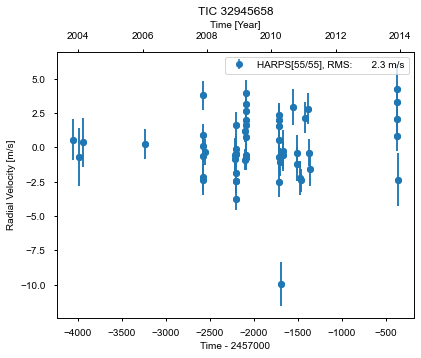 TIC 32945658
Time [Year]
2004 2006 2008 2010 2012 2014
HARPS[55/55], RMS: 2.3 m/s
Radial Velocity [m/s]
5.0
2.5
0.0
−2.5
−5.0
−7.5
−10.0
−4000 −3500 −3000 −2500 −2000 −1500 −1000 −500
Time - 2457000